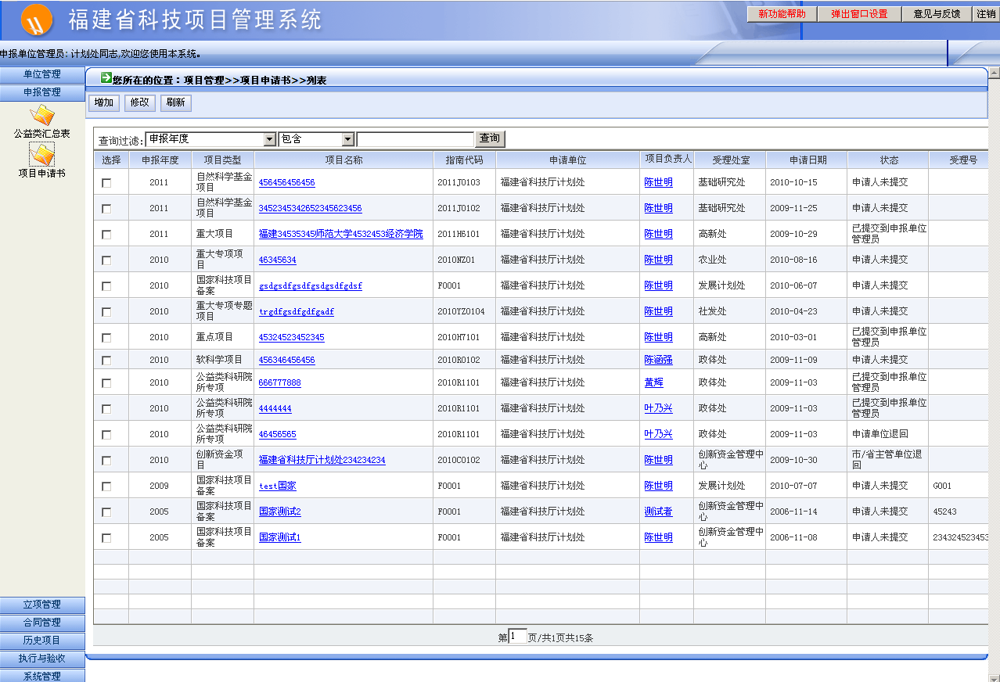 福建省科技项目管理系统
新功能帮助 弹出窗口设置 意见与反馈 注销
申报单位管理员: 计划处同志,欢迎您使用本系统。
单位管理
申报管理
公益类汇总表
项目申请书
立项管理
合同管理
历史项目
执行与验收
系统管理
您所在的位置：项目管理>>项目申请书>>列表
增加 修改 刷新
查询过滤: 申报年度 包含 查询
选择 申报年度 项目类型 项目名称 指南代码 申请单位 项目负责人 受理处室 申请日期 状态 受理号
2011 自然科学基金项目 456456456456 2011J0103 福建省科技厅计划处 陈世明 基础研究处 2010-10-15 申请人未提交
2011 自然科学基金项目 3452345342652345623456 2011J0102 福建省科技厅计划处 陈世明 基础研究处 2009-11-25 申请人未提交
2011 重大项目 福建34535345师范大学4532453经济学院 2011H6101 福建省科技厅计划处 陈世明 高新处 2009-10-29 已提交到申报单位管理员
2010 重大专项项目 46345634 2010NZ01 福建省科技厅计划处 陈世明 农业处 2010-08-16 申请人未提交
2010 国家科技项目备案 gsdgsdfgsdfgsdgsdfgdsf F0001 福建省科技厅计划处 陈世明 发展计划处 2010-06-07 申请人未提交
2010 重大专项专题项目 trgdfgsdfgdfgadf 2010YZ0104 福建省科技厅计划处 陈世明 社发处 2010-04-23 申请人未提交
2010 重点项目 45324523452345 2010H7101 福建省科技厅计划处 陈世明 高新处 2010-03-01 已提交到申报单位管理员
2010 软科学项目 456346456456 2010R0102 福建省科技厅计划处 陈涵强 政体处 2009-11-09 申请人未提交
2010 公益类科研院所专项 666777888 2010R1101 福建省科技厅计划处 黄辉 政体处 2009-11-03 已提交到申报单位管理员
2010 公益类科研院所专项 4444444 2010R1101 福建省科技厅计划处 叶乃兴 政体处 2009-11-03 已提交到申报单位管理员
2010 公益类科研院所专项 46456565 2010R1101 福建省科技厅计划处 叶乃兴 政体处 2009-11-03 申请单位退回
2010 创新资金项目 福建省科技厅计划处234234234 2010C0102 福建省科技厅计划处 陈世明 创新资金管理中心 2009-10-30 市/省主管单位退回
2009 国家科技项目备案 test国家 F0001 福建省科技厅计划处 陈世明 发展计划处 2010-07-07 申请人未提交 G001
2005 国家科技项目备案 国家测试2 F0001 福建省科技厅计划处 测试者 创新资金管理中心 2006-11-14 申请人未提交 45243
2005 国家科技项目备案 国家测试1 F0001 福建省科技厅计划处 陈世明 创新资金管理中心 2006-11-08 申请人未提交 234324523453
第 1 页/共1页共15条